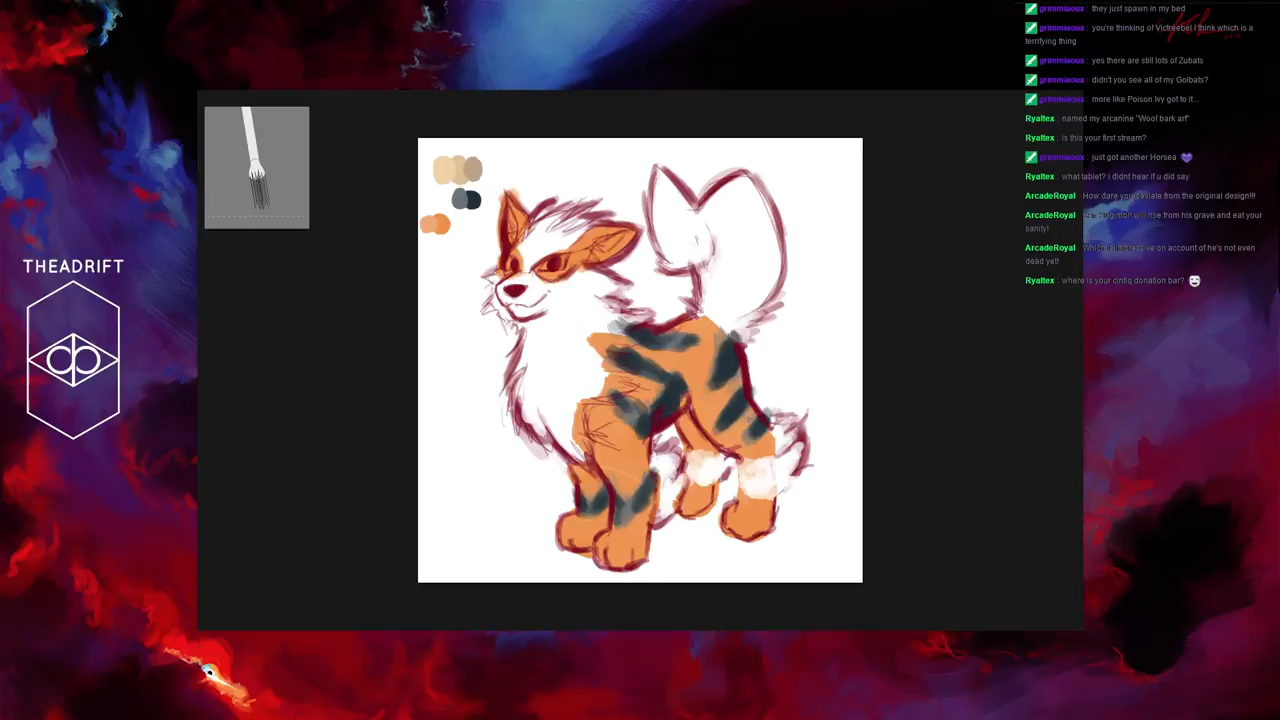 grimmiaoux : they just spawn in my bed
grimmiaoux : you're thinking of Victreebel I think which is a
terrifying thing
grimmiaoux : yes there are still lots of Zubats
grimmiaoux : didn't you see all of my Golbats?
grimmiaoux : more like Poison Ivy got to it...
Ryaltex : named my arcanine "Woof bark arf"
Ryaltex : is this your first stream?
grimmiaoux : just got another Horsea
Ryaltex : what tablet? i didnt hear if u did say
ArcadeRoyal : How dare you deviate from the original design!!!
ArcadeRoyal : will rise from his grave and eat your
sanity!
ArcadeRoyal : Which is impressive on account of he's not even
dead yet!
Ryaltex : where is your cintiq donation bar?
THEADRIFT